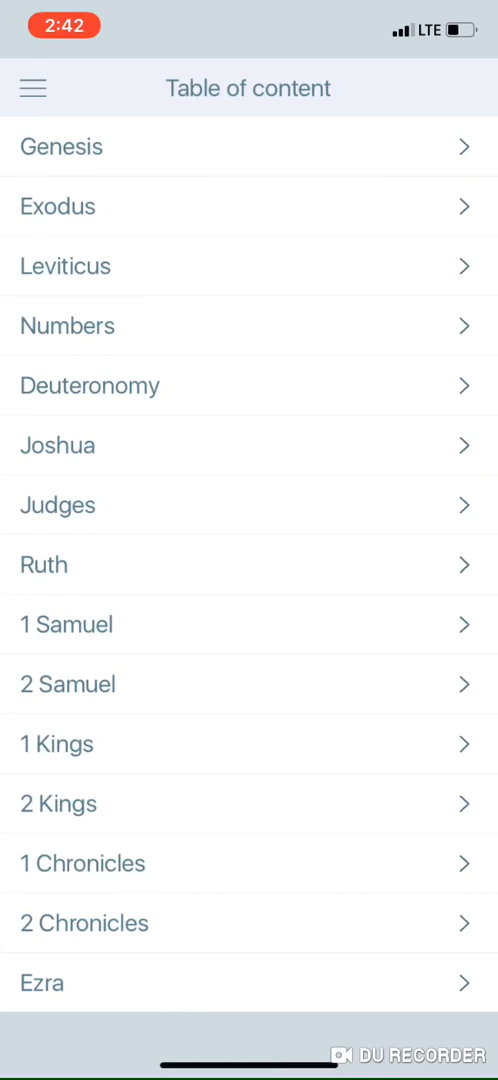 2:42
LTE
Table of content
Genesis
Exodus
Leviticus
Numbers
Deuteronomy
Joshua
Judges
Ruth
1 Samuel
2 Samuel
1 Kings
2 Kings
1 Chronicles
2 Chronicles
Ezra
DU RECORDER